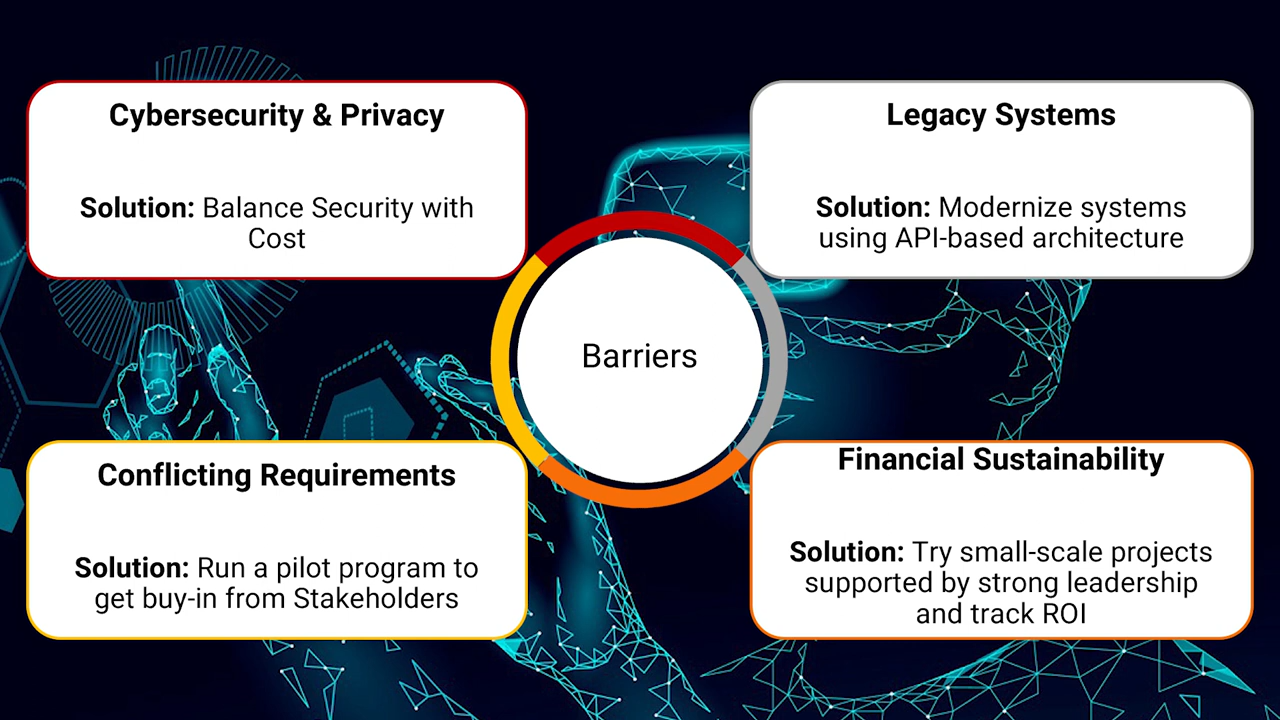 Cybersecurity & Privacy
Solution: Balance Security with
Cost
Legacy Systems
Solution: Modernize systems
using API-based architecture
Barriers
Conflicting Requirements
Solution: Run a pilot program to
get buy-in from Stakeholders
Financial Sustainability
Solution: Try small-scale projects
supported by strong leadership
and track ROI